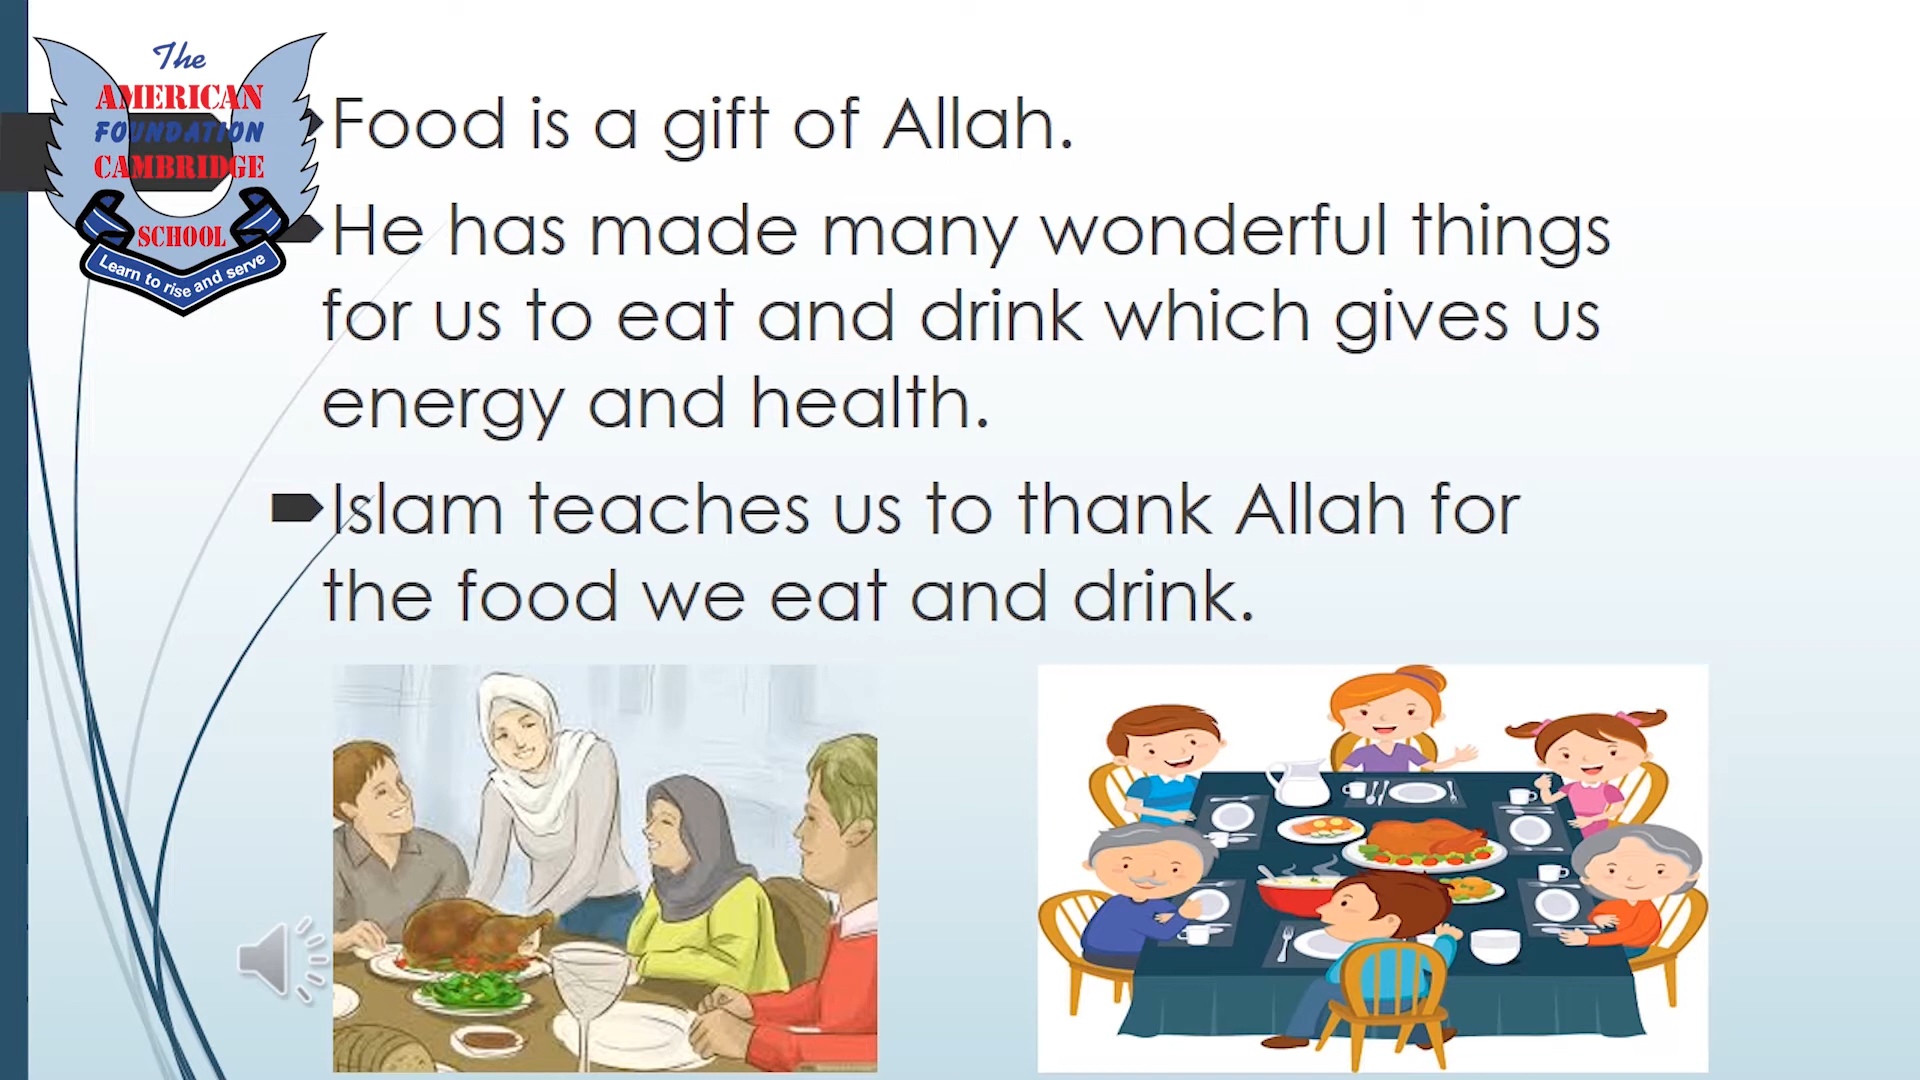 The
AMERICAN
FOUNDATION
CAMBRIDGE
SCHOOL
Learn to rise and serve
Food is a gift of Allah.
He has made many wonderful things
for us to eat and drink which gives us
energy and health.
Islam teaches us to thank Allah for
the food we eat and drink.